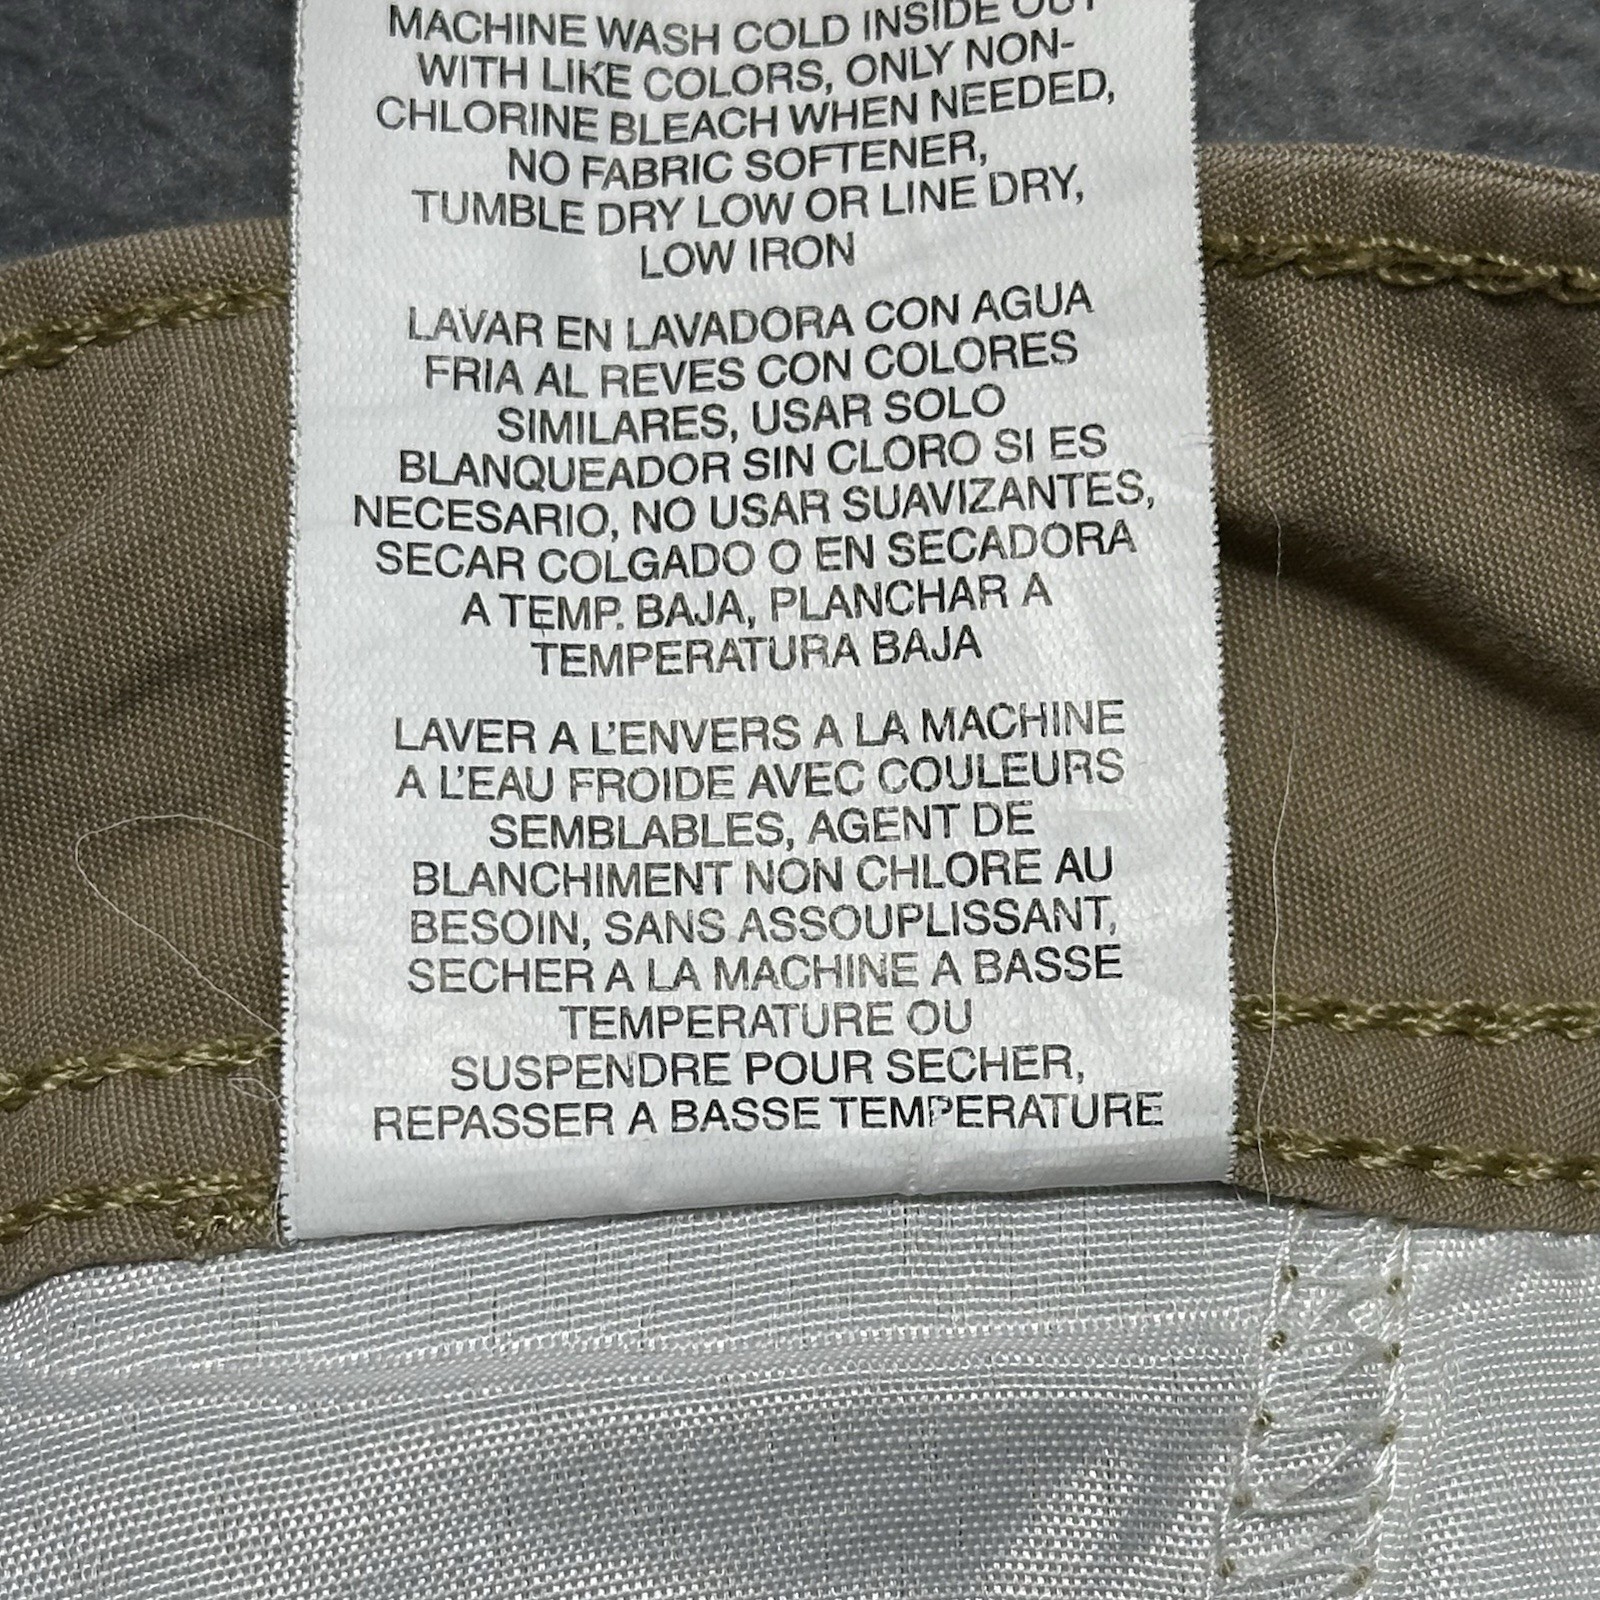 MACHINE WASH COLD INSIDE OUT
WITH LIKE COLORS, ONLY NON-
CHLORINE BLEACH WHEN NEEDED,
NO FABRIC SOFTENER,
TUMBLE DRY LOW OR LINE DRY,
LOW IRON
LAVAR EN LAVADORA CON AGUA
FRIA AL REVES CON COLORES
SIMILARES, USAR SOLO
BLANQUEADOR SIN CLORO SI ES
NECESARIO, NO USAR SUAVIZANTES,
SECAR COLGADO O EN SECADORA
A TEMP. BAJA, PLANCHAR A
TEMPERATURA BAJA
LAVER A L'ENVERS A LA MACHINE
A L'EAU FROIDE AVEC COULEURS
SEMBLABLES, AGENT DE
BLANCHIMENT NON CHLORE AU
BESOIN, SANS ASSOUPLISSANT,
SECHER A LA MACHINE A BASSE
TEMPERATURE OU
SUSPENDRE POUR SECHER,
REPASSER A BASSE TEMPERATURE